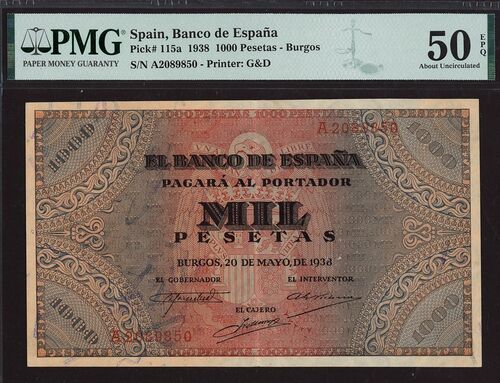 PMG
PAPER MONEY GUARANTY
Spain, Banco de España
Pick# 115a 1938 1000 Pesetas - Burgos
S/N A2089850 - Printer: G&D
50 EPQ
About Uncirculated
1000
1000
A2089850
EL BANCO DE ESPAÑA
PAGARÁ AL PORTADOR
MIL
PESETAS
BURGOS, 20 DE MAYO, DE 1938
EL GOBERNADOR
EL INTERVENTOR
EL CAJERO
A2089850
1000
1000